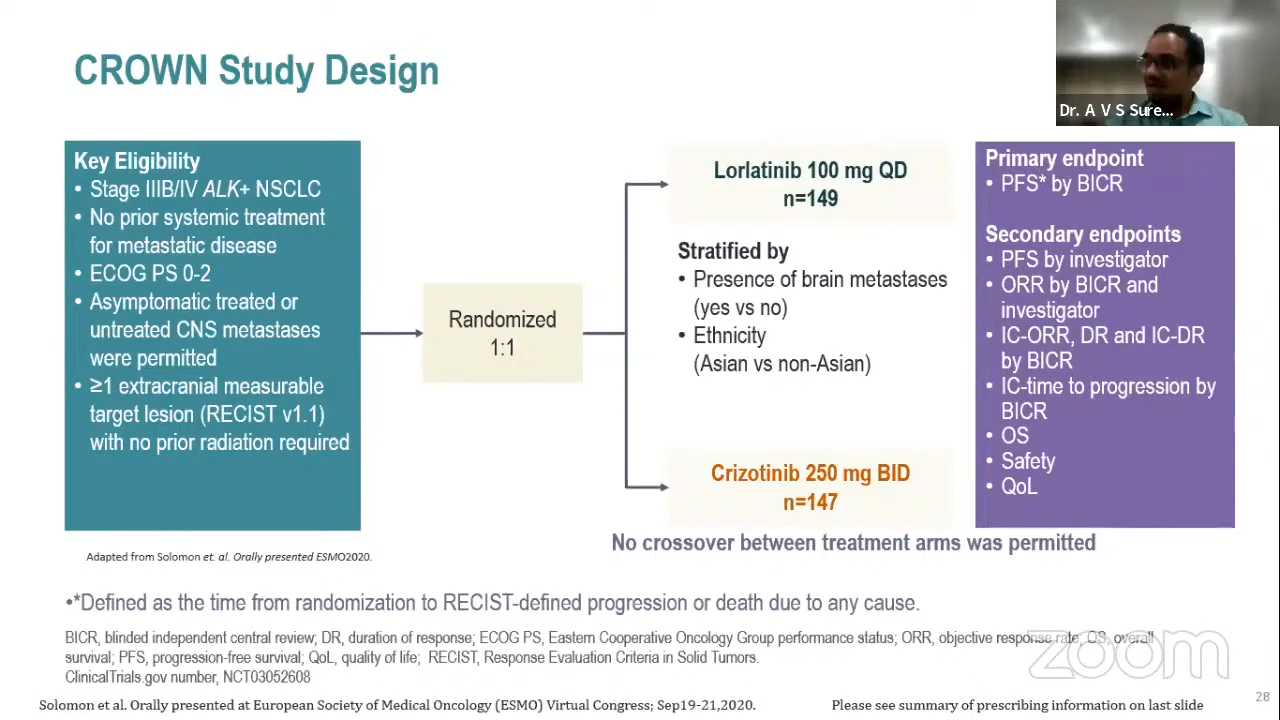 CROWN Study Design
Dr. A V S Sure...
Key Eligibility
• Stage IIIB/IV ALK+ NSCLC
• No prior systemic treatment
for metastatic disease
• ECOG PS 0-2
• Asymptomatic treated or
untreated CNS metastases
were permitted
• ≥1 extracranial measurable
target lesion (RECIST v1.1)
with no prior radiation required
Randomized
1:1
Lorlatinib 100 mg QD
n=149
Stratified by
• Presence of brain metastases
(yes vs no)
• Ethnicity
(Asian vs non-Asian)
Crizotinib 250 mg BID
n=147
No crossover between treatment arms was permitted
Primary endpoint
• PFS* by BICR
Secondary endpoints
• PFS by investigator
• ORR by BICR and
investigator
• IC-ORR, DR and IC-DR
by BICR
• IC-time to progression by
BICR
• OS
• Safety
• QoL
Adapted from Solomon et. al. Orally presented ESMO2020.
•*Defined as the time from randomization to RECIST-defined progression or death due to any cause.
BICR, blinded independent central review; DR, duration of response; ECOG PS, Eastern Cooperative Oncology Group performance status; ORR, objective response rate, OS, overall
survival; PFS, progression-free survival; QoL, quality of life; RECIST, Response Evaluation Criteria in Solid Tumors.
ClinicalTrials.gov number, NCT03052608
zoom
Solomon et al. Orally presented at European Society of Medical Oncology (ESMO) Virtual Congress; Sep19-21,2020.
Please see summary of prescribing information on last slide
28